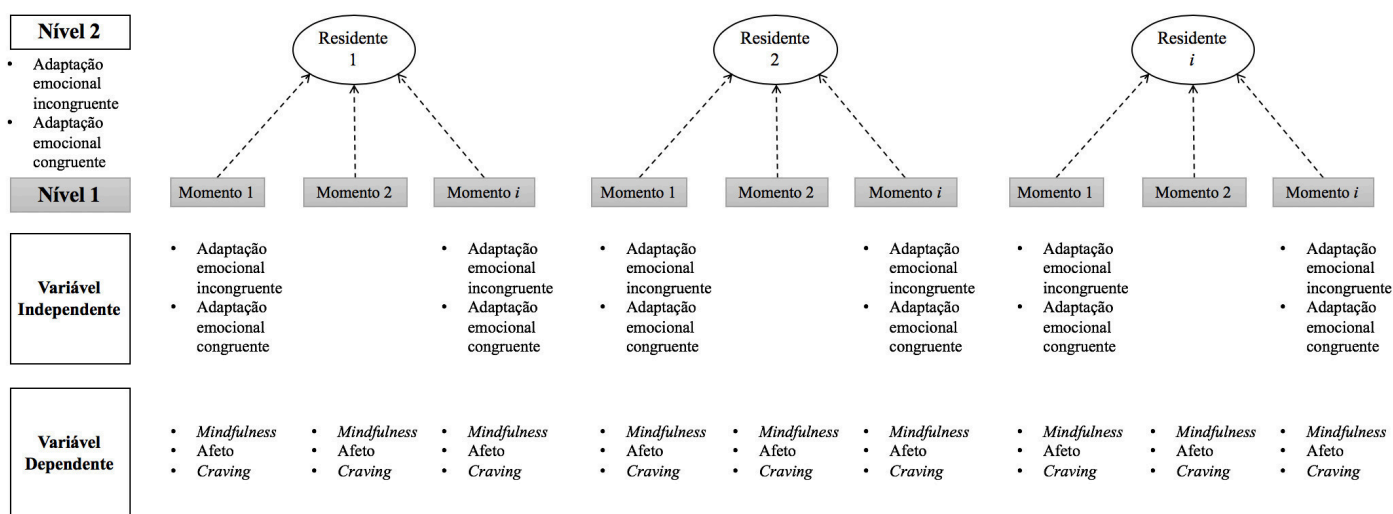 Nível 2
• Adaptação
emocional
incongruente
• Adaptação
emocional
congruente
Residente
1
Residente
2
Residente
i
Nível 1
Momento 1
Momento 2
Momento i
Momento 1
Momento 2
Momento i
Momento 1
Momento 2
Momento i
Variável
Independente
• Adaptação
emocional
incongruente
• Adaptação
emocional
congruente
• Adaptação
emocional
incongruente
• Adaptação
emocional
congruente
• Adaptação
emocional
incongruente
• Adaptação
emocional
congruente
• Adaptação
emocional
incongruente
• Adaptação
emocional
congruente
• Adaptação
emocional
incongruente
• Adaptação
emocional
congruente
• Adaptação
emocional
incongruente
• Adaptação
emocional
congruente
Variável
Dependente
• Mindfulness
• Afeto
• Craving
• Mindfulness
• Afeto
• Craving
• Mindfulness
• Afeto
• Craving
• Mindfulness
• Afeto
• Craving
• Mindfulness
• Afeto
• Craving
• Mindfulness
• Afeto
• Craving
• Mindfulness
• Afeto
• Craving
• Mindfulness
• Afeto
• Craving
• Mindfulness
• Afeto
• Craving